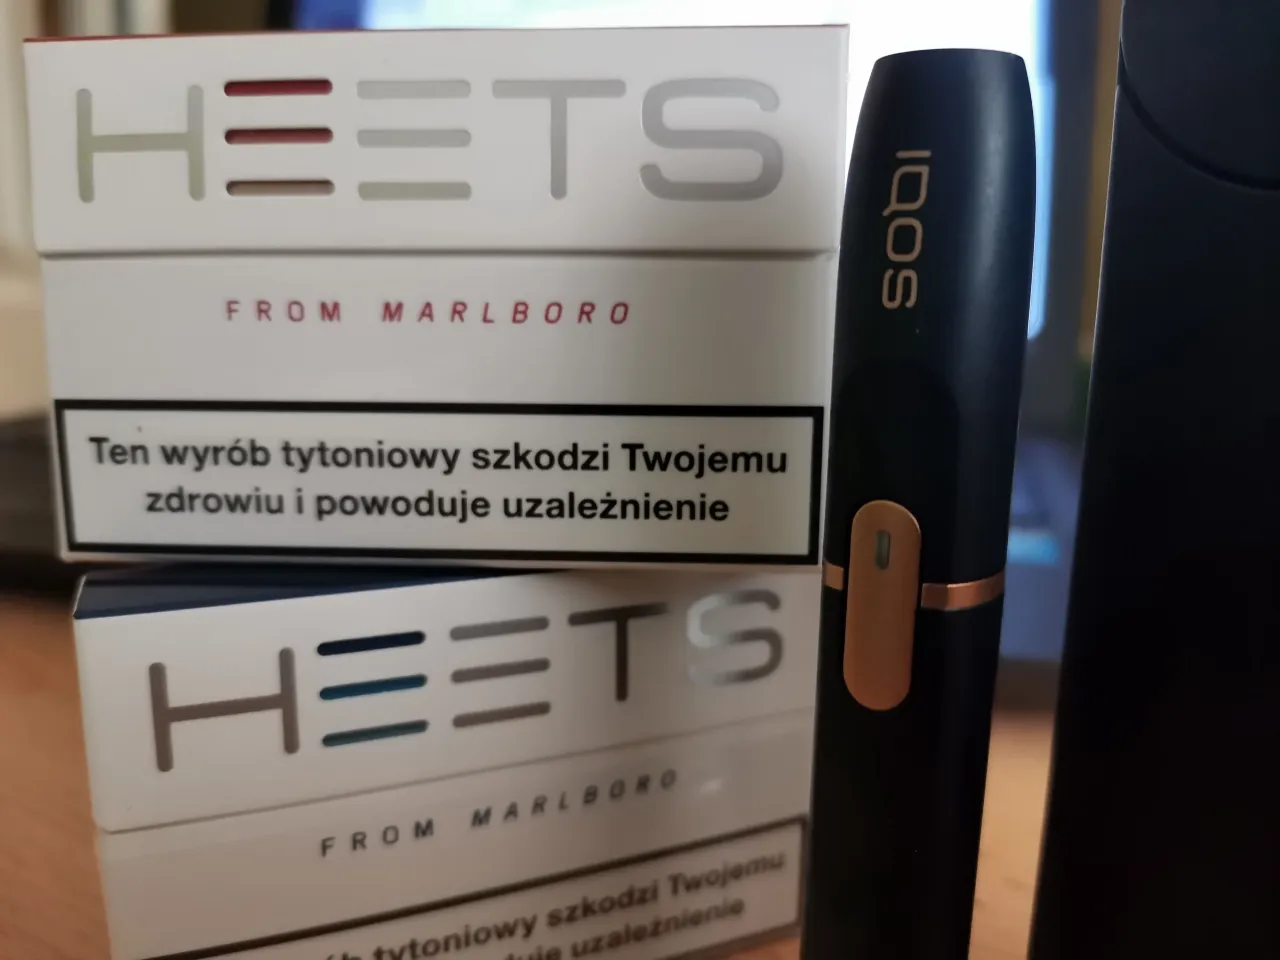 HEETS
FROM MARLBORO
Ten wyrób tytoniowy szkodzi Twojemu
zdrowiu i powoduje uzależnienie
HEETS
FROM MARLBORO
tytoniowy szkodzi Twojemu
uzależnienie
IQOS